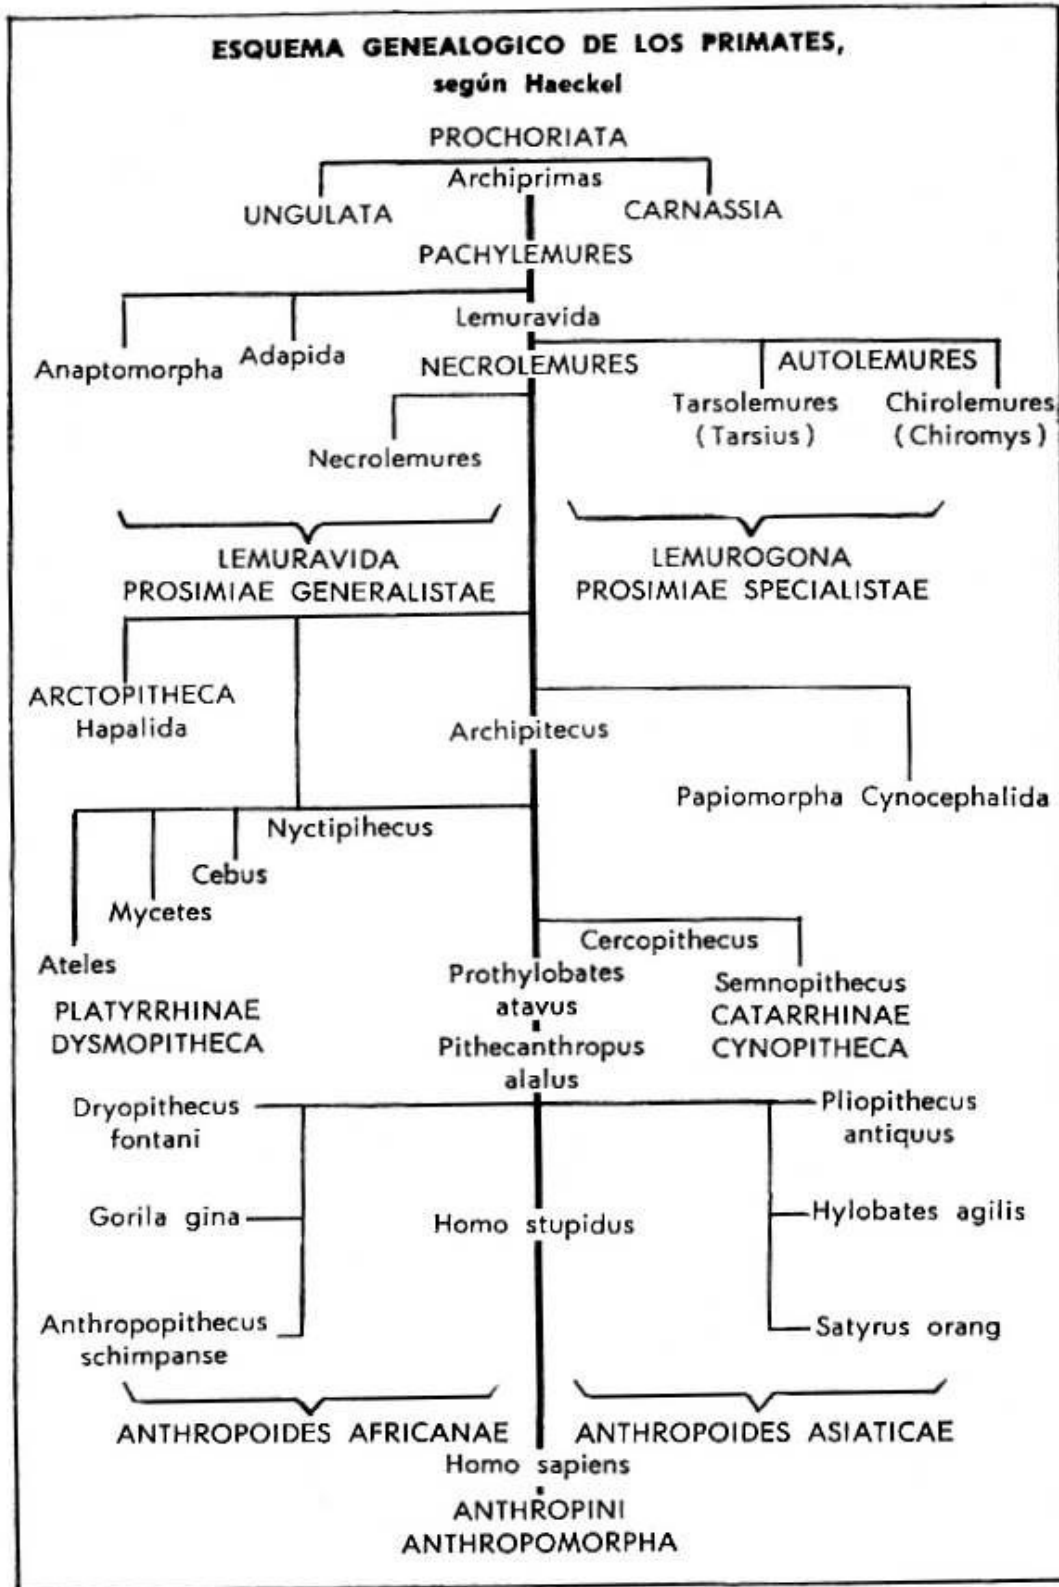 ESQUEMA GENEALOGICO DE LOS PRIMATES,
según Haeckel
PROCHORIATA
Archiprimas
UNGULATA
CARNASSIA
PACHYLEMURES
Lemuravida
Anaptomorpha
Adapida
NECROLEMURES
AUTOLEMURES
Tarsolemures
(Tarsius)
Chirolemures
(Chiromys)
Necrolemures
LEMURAVIDA
PROSIMIAE GENERALISTAE
LEMUROGONA
PROSIMIAE SPECIALISTAE
ARCTOPITHECA
Hapalida
Archipitecus
Papiomorpha Cynocephalida
Nyctipihecus
Cebus
Mycetes
Ateles
PLATYRRHINAE
DYSMOPITHECA
Cercopithecus
Prothylobates
atavus
Semnopithecus
CATARRHINAE
CYNOPITHECA
Pithecanthropus
alalus
Dryopithecus
fontani
Pliopithecus
antiquus
Gorila gina
Homo stupidus
Hylobates agilis
Anthropopithecus
schimpanse
Satyrus orang
ANTHROPOIDES AFRICANAE
ANTHROPOIDES ASIATICAE
Homo sapiens
ANTHROPINI
ANTHROPOMORPHA